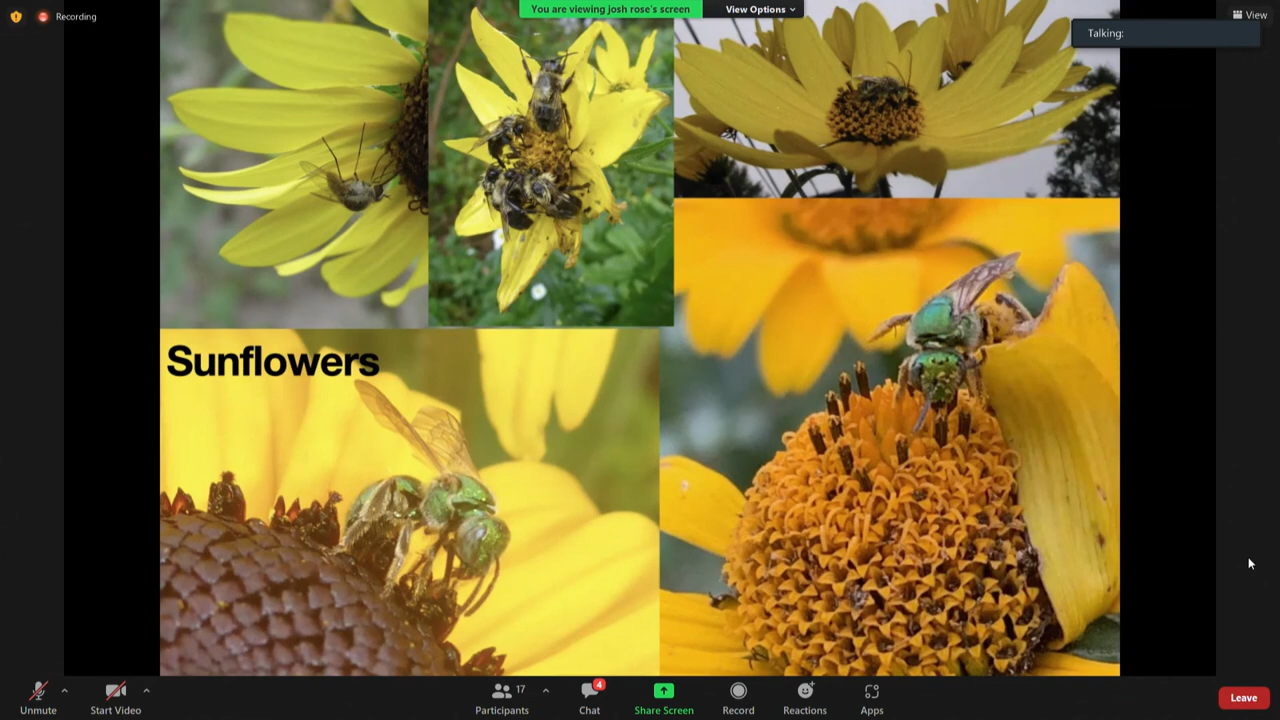 Recording
You are viewing josh rose's screen
View Options
View
Talking:
Sunflowers
Unmute
Start Video
17
Participants
4
Chat
Share Screen
Record
Reactions
Apps
Leave